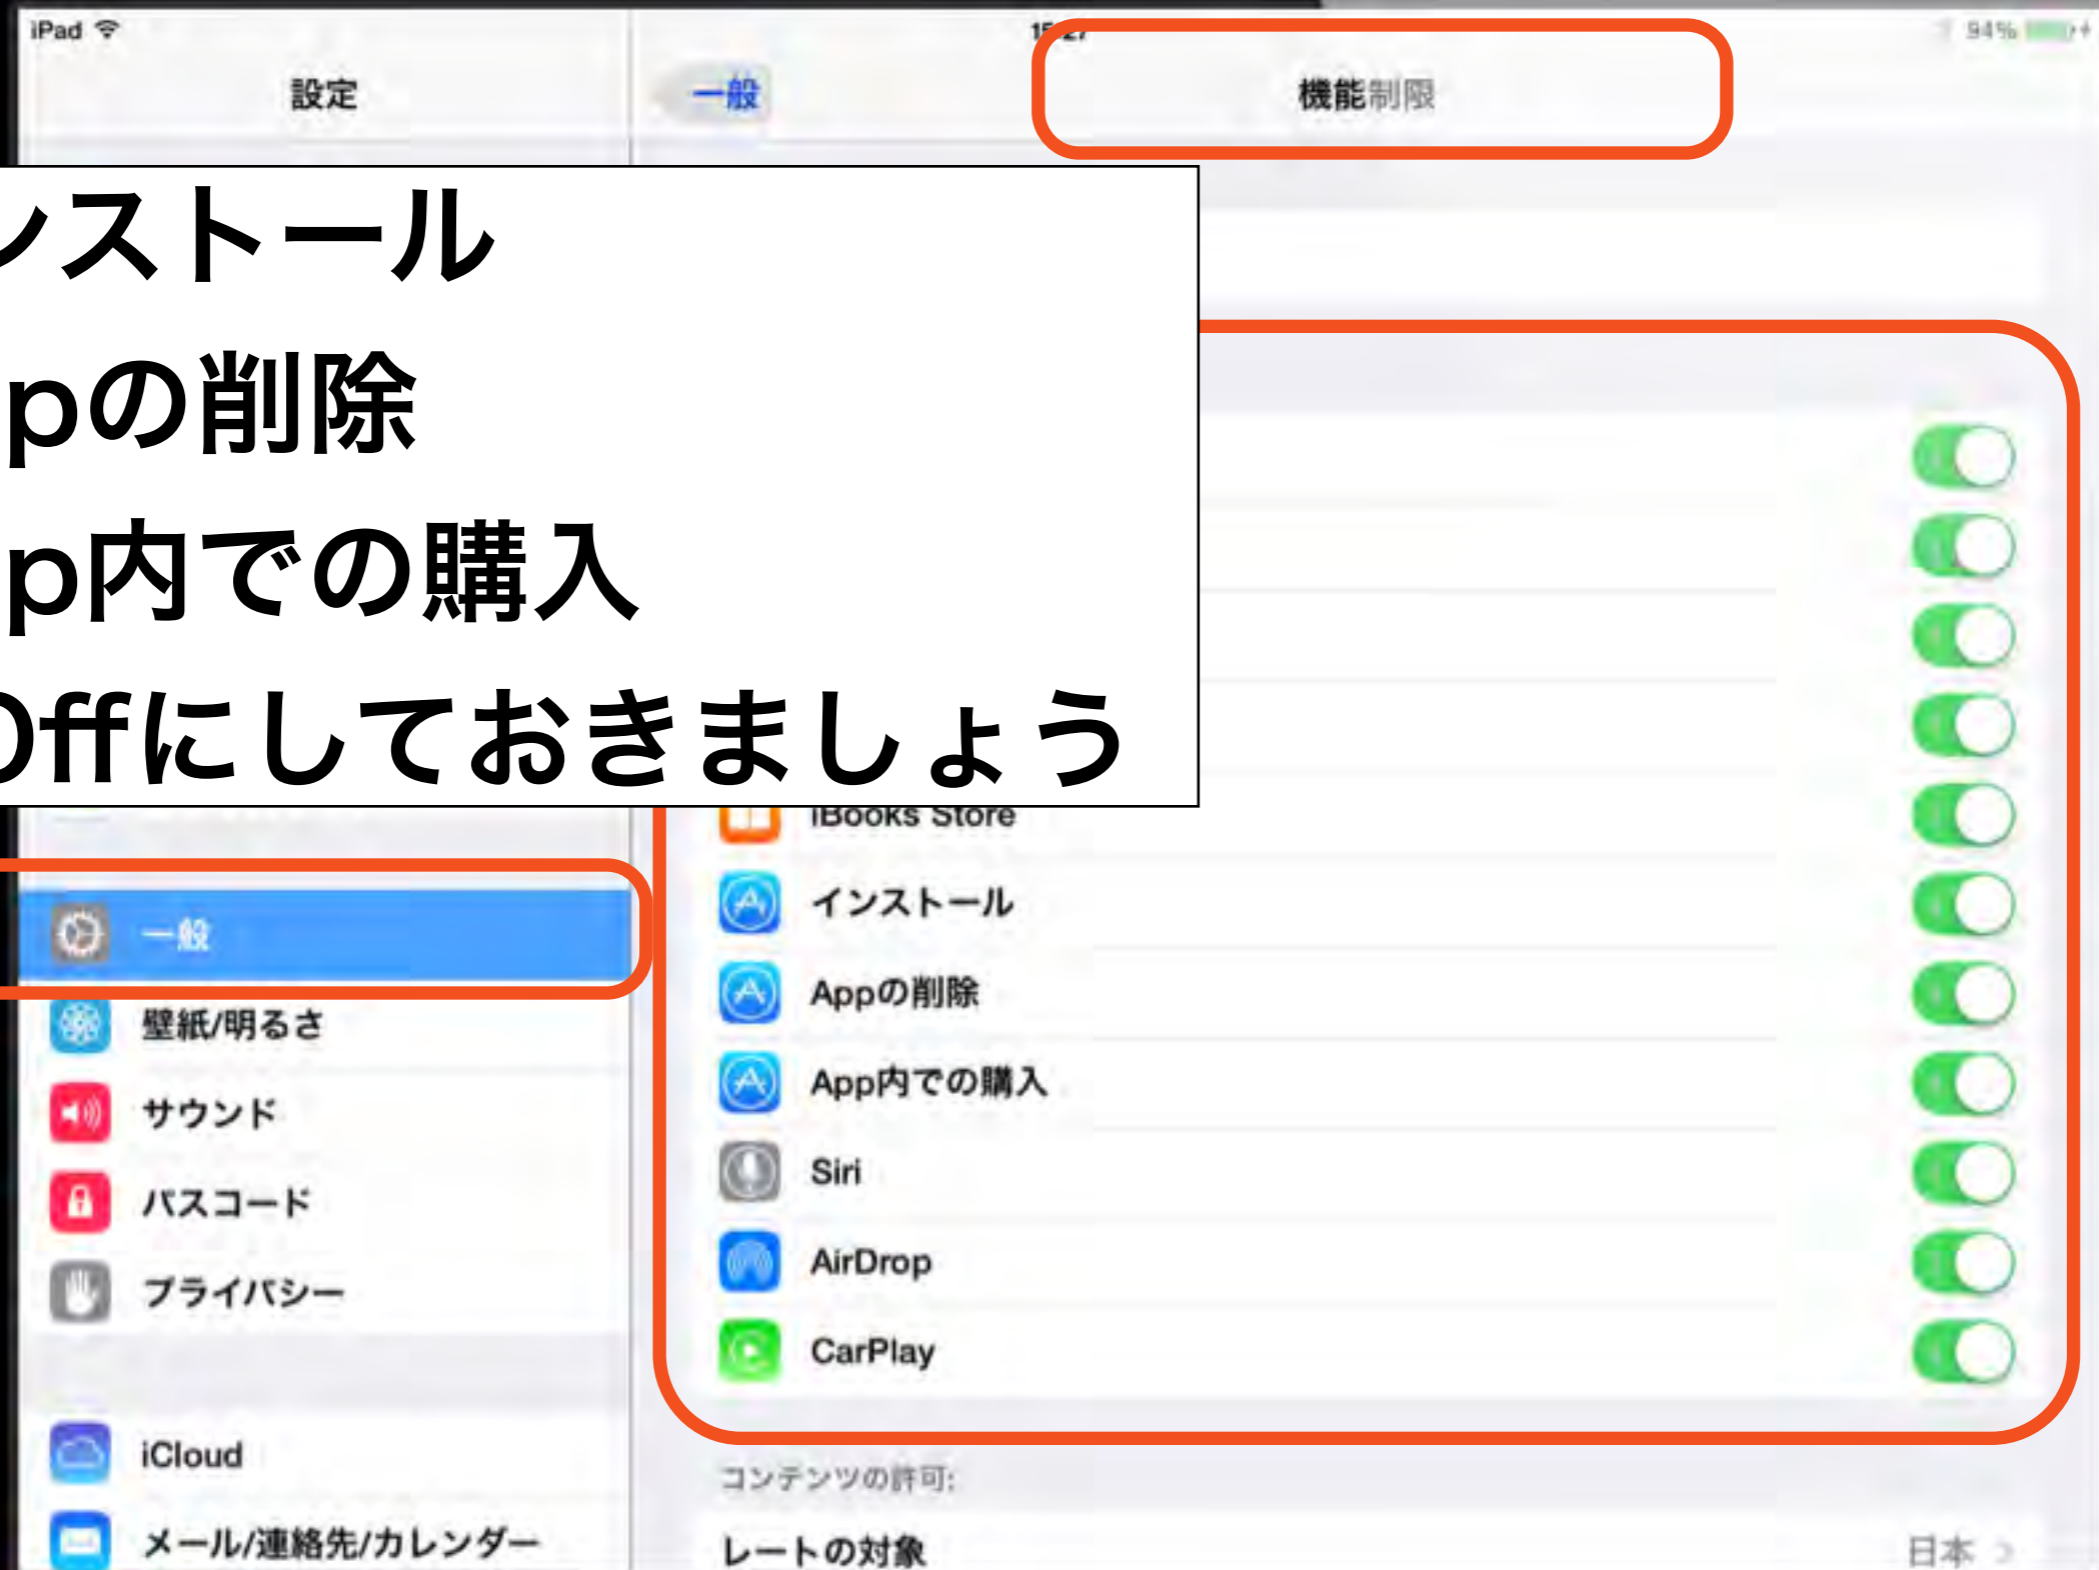 iPad
94%
設定
一般
機能制限
ンストール
pの削除
p内での購入
Offにしておきましょう
iBooks Store
インストール
Appの削除
App内での購入
Siri
AirDrop
CarPlay
一般
壁紙/明るさ
サウンド
パスコード
プライバシー
iCloud
メール/連絡先/カレンダー
コンテンツの許可:
レートの対象
日本 >